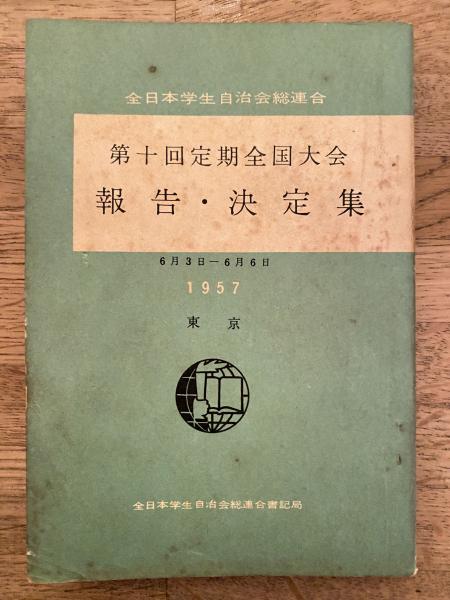 全日本学生自治会総連合
第十回定期全国大会
報告・決定集
6月3日—6月6日
1957
東京
全日本学生自治会総連合書記局